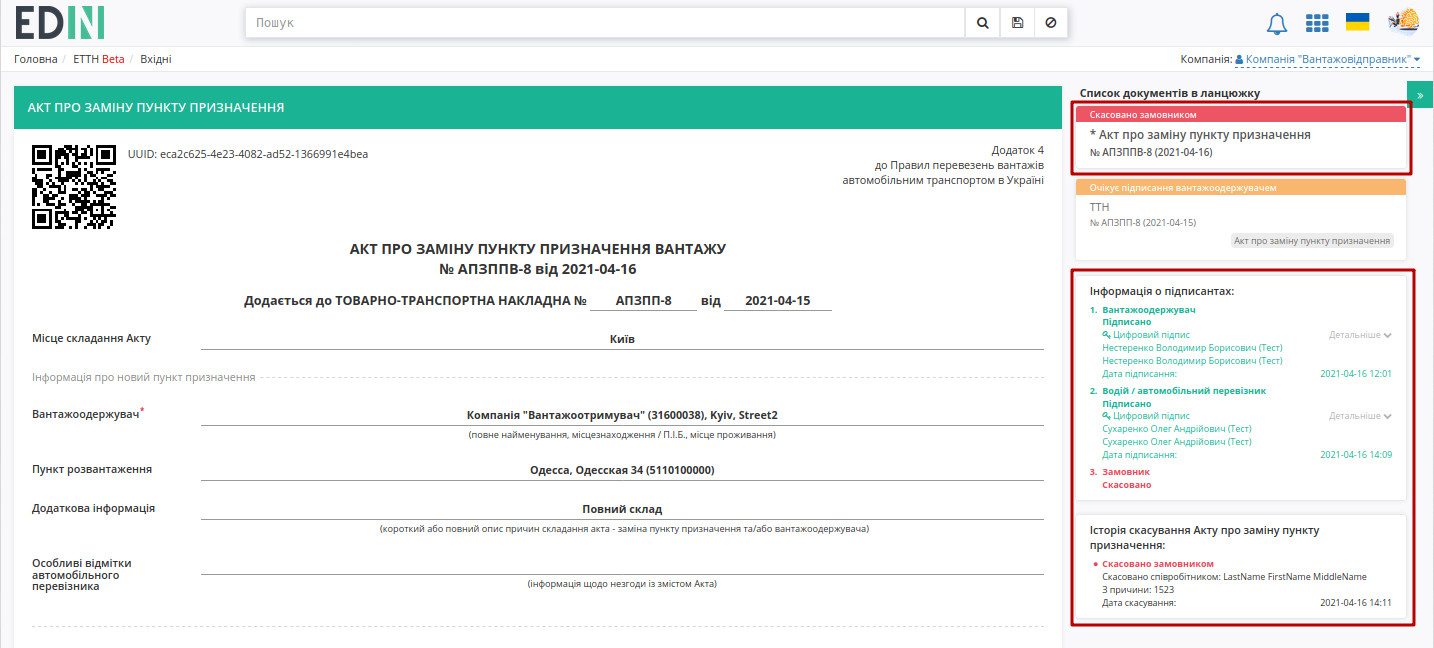 EDIN
Пошук
Головна / ЕТТН Beta / Вхідні
Компанія: Компанія "Вантажовідправник"
АКТ ПРО ЗАМІНУ ПУНКТУ ПРИЗНАЧЕННЯ
UUID: eca2c625-4e23-4082-ad52-1366991e4bea
Додаток 4
до Правил перевезень вантажів
автомобільним транспортом в Україні
АКТ ПРО ЗАМІНУ ПУНКТУ ПРИЗНАЧЕННЯ ВАНТАЖУ
№ АПЗППВ-8 від 2021-04-16
Додається до ТОВАРНО-ТРАНСПОРТНА НАКЛАДНА № АПЗПП-8 від 2021-04-15
Місце складання Акту
Київ
Інформація про новий пункт призначення
Вантажоодержувач*
Компанія "Вантажоотримувач" (31600038), Kyiv, Street2
(повне найменування, місцезнаходження / П.І.Б., місце проживання)
Пункт розвантаження
Одесса, Одесская 34 (5110100000)
Додаткова інформація
Повний склад
(короткий або повний опис причин складання акта - заміна пункту призначення та/або вантажоодержувача)
Особливі відмітки
автомобільного
перевізника
(інформація щодо незгоди із змістом Акта)
Список документів в ланцюжку
»
Скасовано замовником
* Акт про заміну пункту призначення
№ АПЗППВ-8 (2021-04-16)
Очікує підписання вантажоодержувачем
ТТН
№ АПЗПП-8 (2021-04-15)
Акт про заміну пункту призначення
Інформація о підписантах:
1. Вантажоодержувач
Підписано
Цифровий підпис Детальніше
Нестеренко Володимир Борисович (Тест)
Нестеренко Володимир Борисович (Тест)
Дата підписання: 2021-04-16 12:01
2. Водій / автомобільний перевізник
Підписано
Цифровий підпис Детальніше
Сухаренко Олег Андрійович (Тест)
Сухаренко Олег Андрійович (Тест)
Дата підписання: 2021-04-16 14:09
3. Замовник
Скасовано
Історія скасування Акту про заміну пункту
призначення:
• Скасовано замовником
Скасовано співробітником: LastName FirstName MiddleName
З причини: 1523
Дата скасування: 2021-04-16 14:11